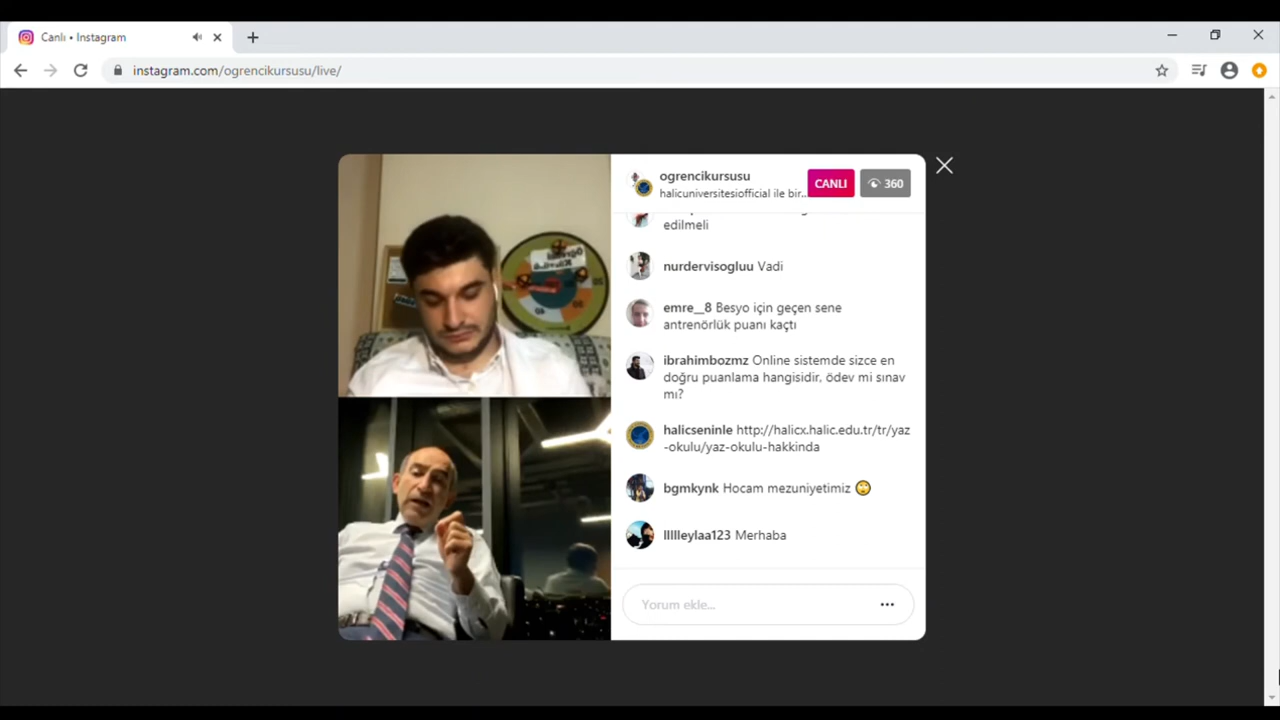 Canlı • Instagram
instagram.com/ogrencikursusu/live/
ogrencikursusu
halicuniversitesiofficial ile bir...
CANLI
360
edilmeli
nurdervisogluu Vadi
emre__8 Besyo için geçen sene
antrenörlük puanı kaçtı
ibrahimbozmz Online sistemde sizce en
doğru puanlama hangisidir, ödev mi sınav
mı?
halicseninle http://halicx.halic.edu.tr/tr/yaz
-okulu/yaz-okulu-hakkinda
bgmkynk Hocam mezuniyetimiz 🙄
Merhaba
Yorum ekle...